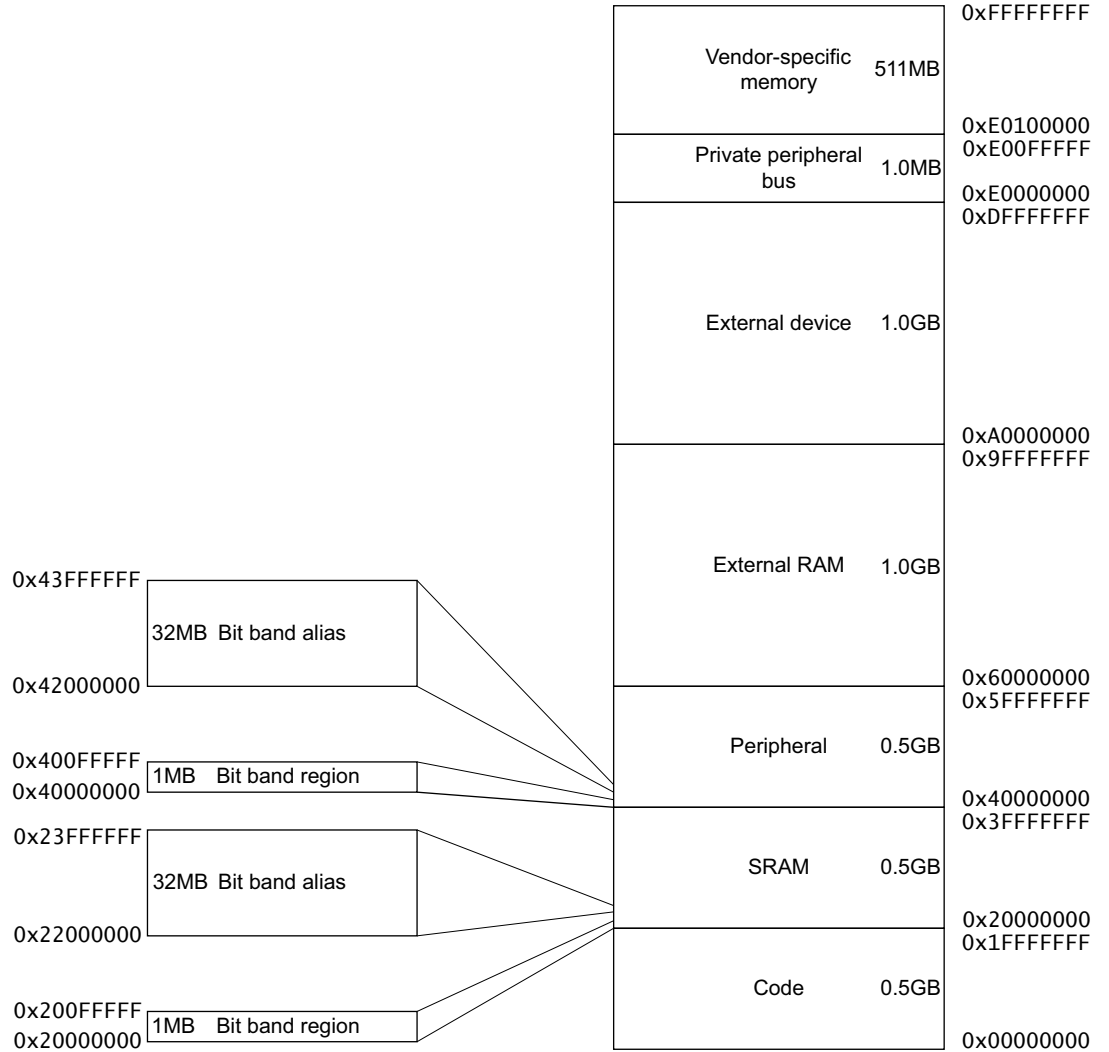 0xFFFFFFFF
Vendor-specific
memory
511MB
0xE0100000
0xE00FFFFF
Private peripheral
bus
1.0MB
0xE0000000
0xDFFFFFFF
External device 1.0GB
0xA0000000
0x9FFFFFFF
External RAM 1.0GB
0x43FFFFFF
32MB Bit band alias
0x42000000
0x60000000
0x5FFFFFFF
Peripheral 0.5GB
0x400FFFFF
1MB Bit band region
0x40000000
0x40000000
0x3FFFFFFF
0x23FFFFFF
32MB Bit band alias
0x22000000
SRAM 0.5GB
0x20000000
0x1FFFFFFF
Code 0.5GB
0x200FFFFF
1MB Bit band region
0x20000000
0x00000000